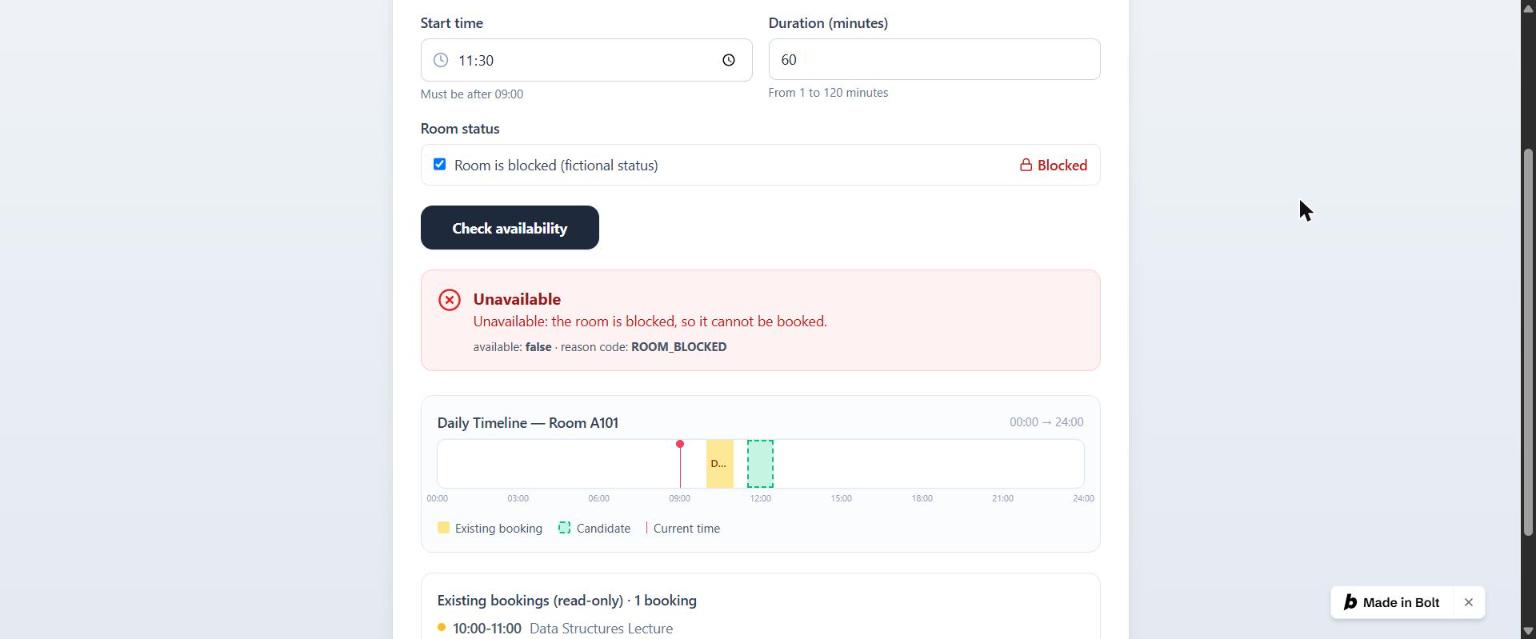 Start time
Duration (minutes)
11:30
60
Must be after 09:00
From 1 to 120 minutes
Room status
Room is blocked (fictional status)
Blocked
Check availability
Unavailable
Unavailable: the room is blocked, so it cannot be booked.
available: false · reason code: ROOM_BLOCKED
Daily Timeline — Room A101
00:00 → 24:00
D...
00:00 03:00 06:00 09:00 12:00 15:00 18:00 21:00 24:00
Existing booking Candidate Current time
Existing bookings (read-only) · 1 booking
10:00-11:00 Data Structures Lecture
b Made in Bolt